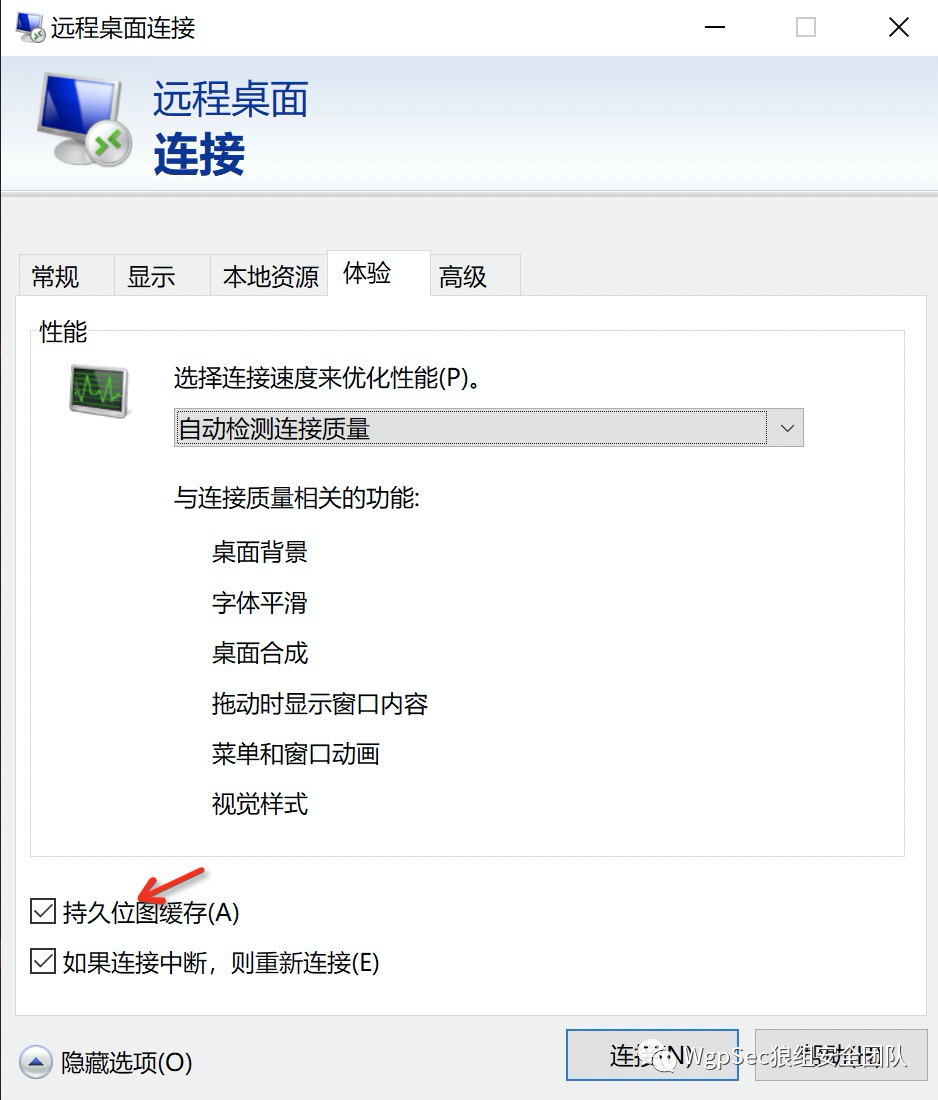 远程桌面连接
远程桌面
连接
常规 显示 本地资源 体验 高级
性能
选择连接速度来优化性能(P)。
自动检测连接质量
与连接质量相关的功能:
桌面背景
字体平滑
桌面合成
拖动时显示窗口内容
菜单和窗口动画
视觉样式
持久位图缓存(A)
如果连接中断，则重新连接(E)
隐藏选项(O)
连接(N)
WgpSec狼组安全团队